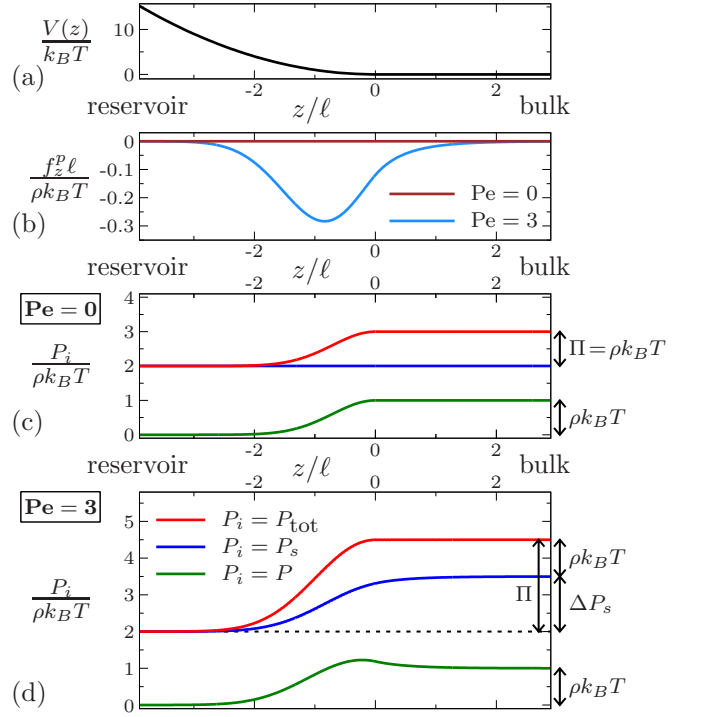 V(z)
k_BT
10
0
-2
0
2
(a)
reservoir
z/ℓ
bulk
f_z^p ℓ
ρk_BT
0
-0.1
-0.2
-0.3
Pe = 0
Pe = 3
(b)
-2
0
2
reservoir
z/ℓ
bulk
-2
0
2
Pe = 0
P_i
ρk_BT
4
3
2
1
0
Π = ρk_BT
ρk_BT
(c)
reservoir
z/ℓ
bulk
-2
0
2
Pe = 3
P_i
ρk_BT
5
4
3
2
1
0
P_i = P_tot
P_i = P_s
P_i = P
Π
ρk_BT
ΔP_s
ρk_BT
(d)